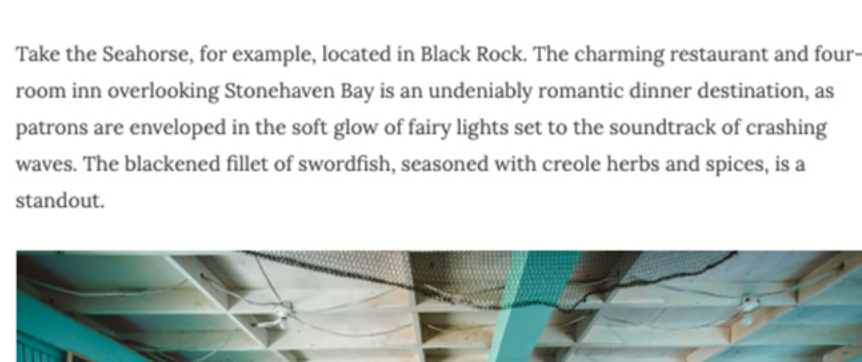 Take the Seahorse, for example, located in Black Rock. The charming restaurant and four-
room inn overlooking Stonehaven Bay is an undeniably romantic dinner destination, as
patrons are enveloped in the soft glow of fairy lights set to the soundtrack of crashing
waves. The blackened fillet of swordfish, seasoned with creole herbs and spices, is a
standout.